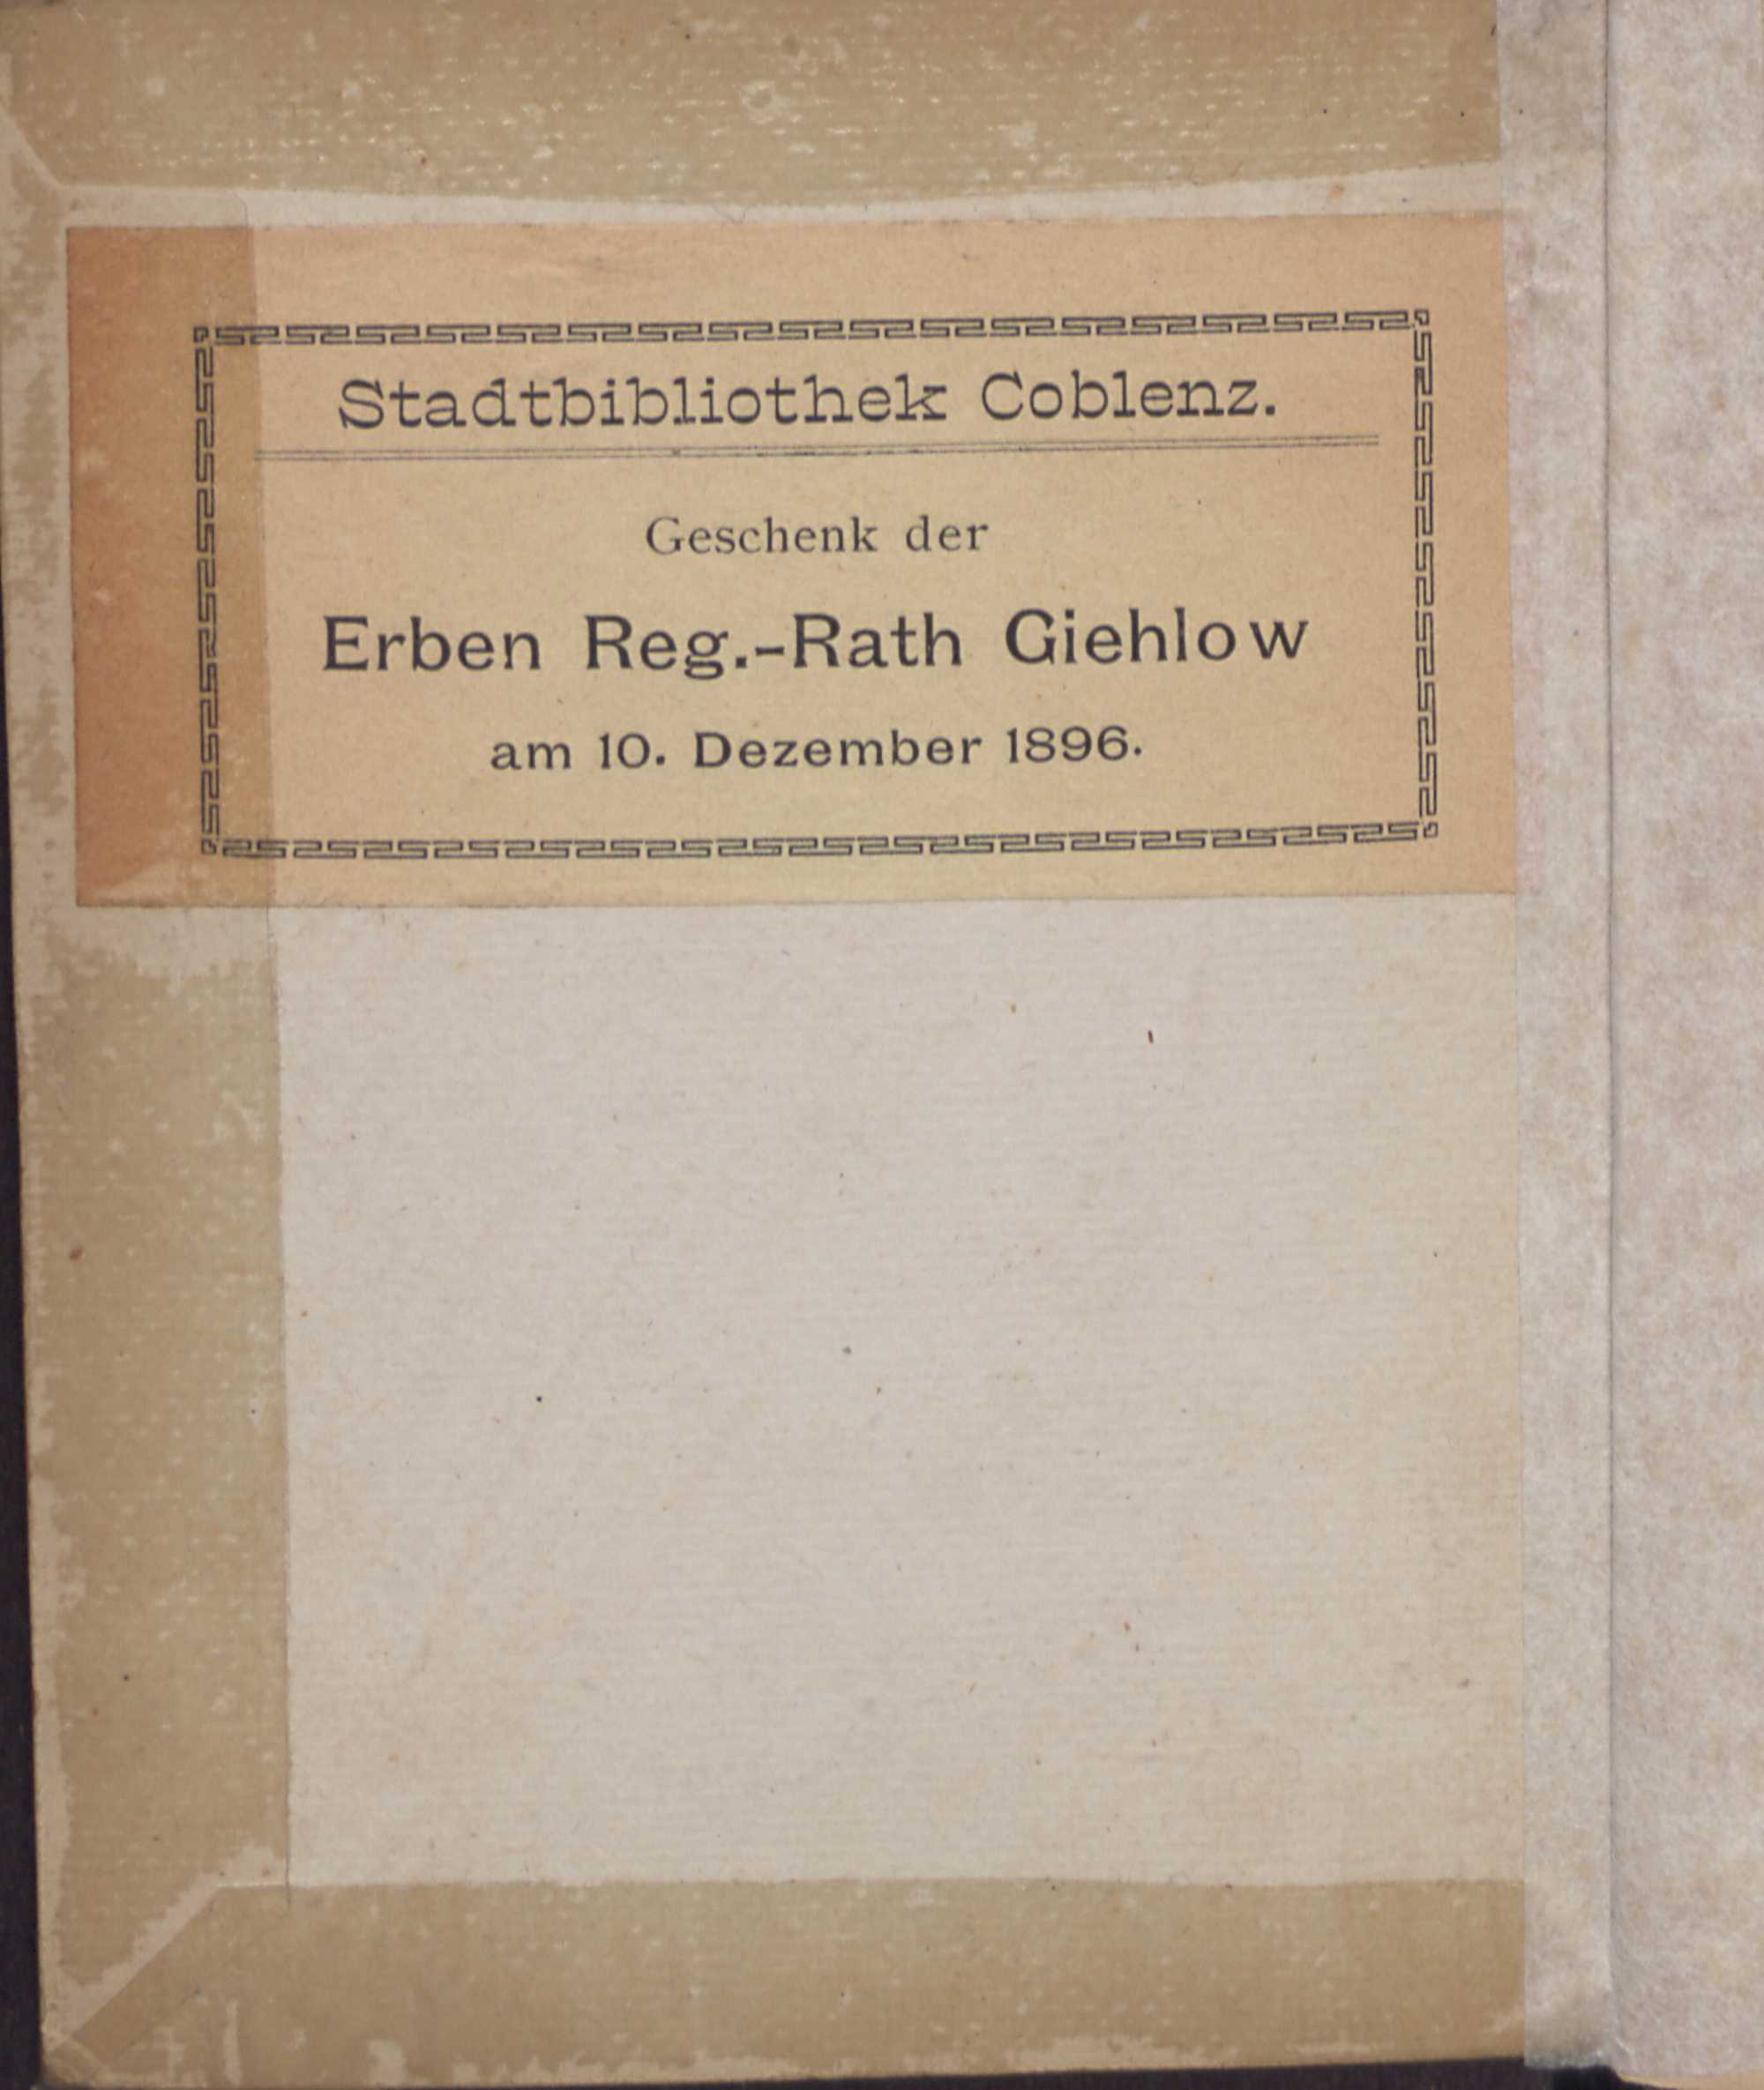 Stadtbibliothek Coblenz.
Geschenk der
Erben Reg.-Rath Giehlow
am 10. Dezember 1896.